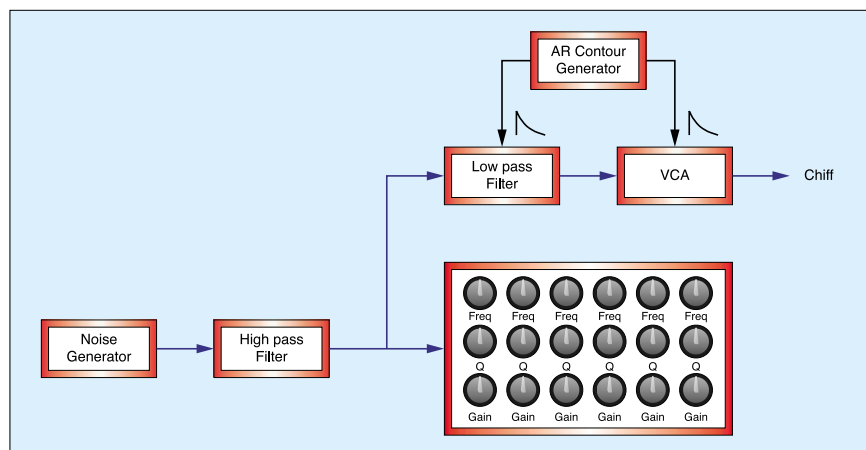 AR Contour
Generator
Low pass
Filter
VCA
Chiff
Noise
Generator
High pass
Filter
Freq Freq Freq Freq Freq Freq
Q Q Q Q Q Q
Gain Gain Gain Gain Gain Gain